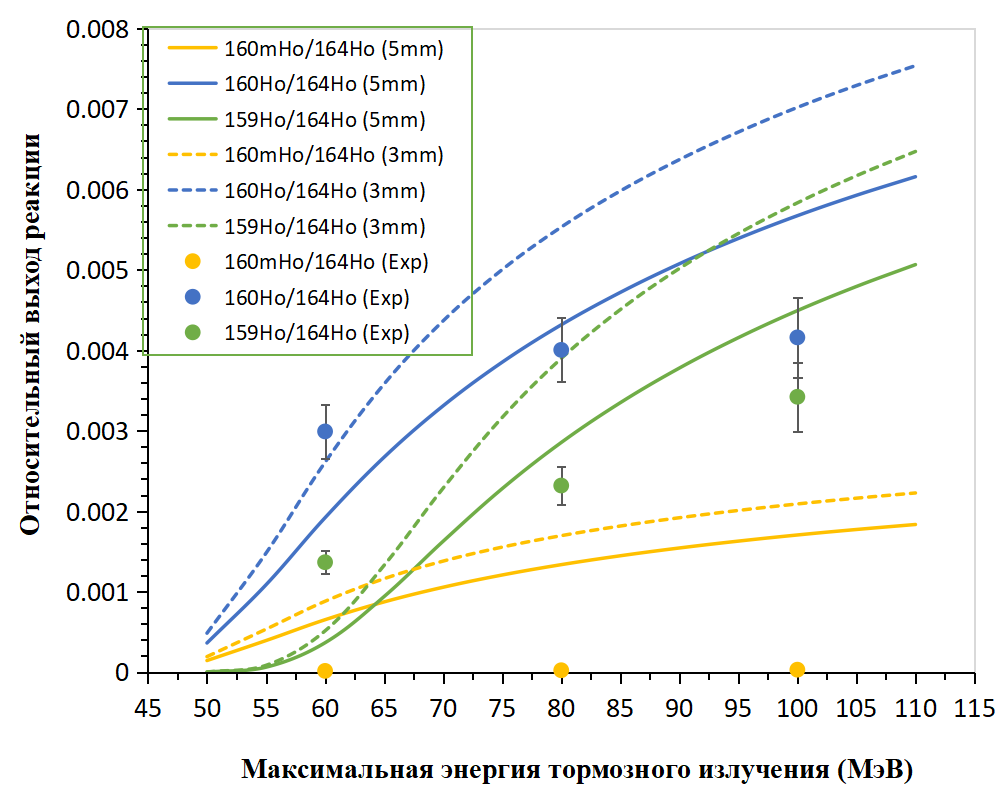 Относительный выход реакции
0.008
0.007
0.006
0.005
0.004
0.003
0.002
0.001
0
160mHo/164Ho (5mm)
160Ho/164Ho (5mm)
159Ho/164Ho (5mm)
160mHo/164Ho (3mm)
160Ho/164Ho (3mm)
159Ho/164Ho (3mm)
160mHo/164Ho (Exp)
160Ho/164Ho (Exp)
159Ho/164Ho (Exp)
45 50 55 60 65 70 75 80 85 90 95 100 105 110 115
Максимальная энергия тормозного излучения (МэВ)